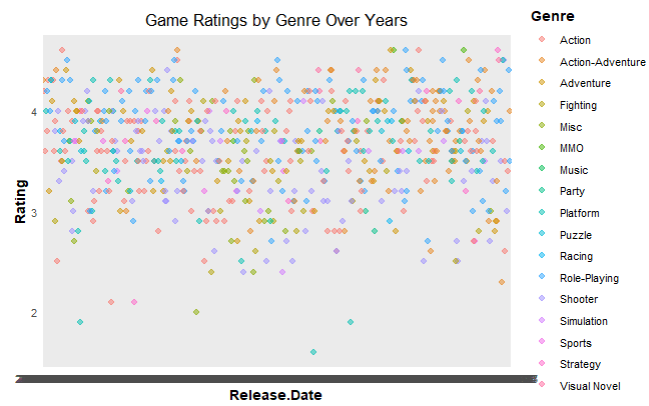 Game Ratings by Genre Over Years
Genre
Action
Action-Adventure
Adventure
Fighting
Misc
MMO
Music
Party
Platform
Puzzle
Racing
Role-Playing
Shooter
Simulation
Sports
Strategy
Visual Novel
Rating
4
3
2
Release.Date